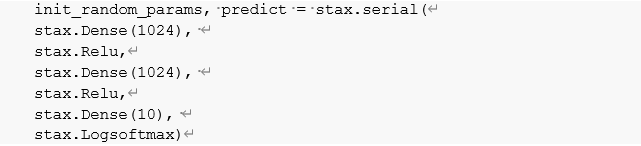 init_random_params, predict = stax.serial(
stax.Dense(1024),
stax.Relu,
stax.Dense(1024),
stax.Relu,
stax.Dense(10),
stax.Logsoftmax)